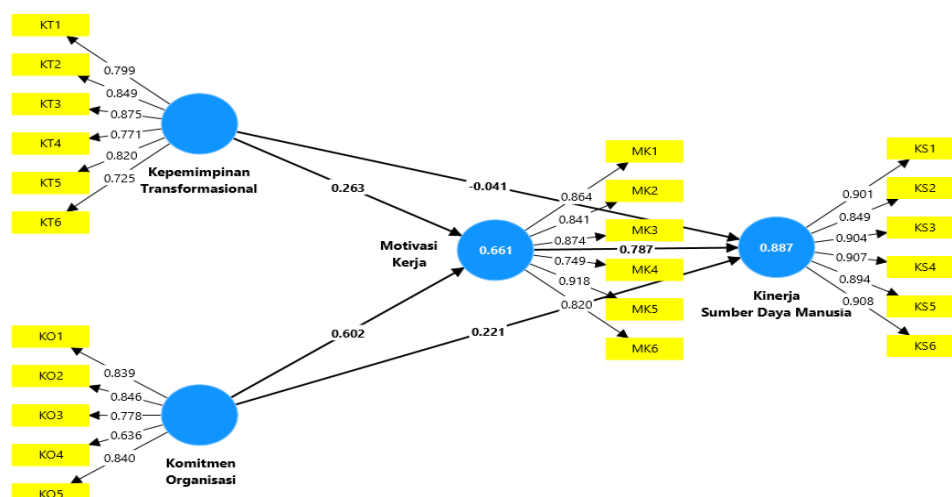 KT1
KT2
KT3
KT4
KT5
KT6
0.799
0.849
0.875
0.771
0.820
0.725
Kepemimpinan
Transformasional
0.263
-0.041
KO1
KO2
KO3
KO4
KO5
0.839
0.846
0.778
0.636
0.840
Komitmen
Organisasi
0.602
0.221
Motivasi
Kerja
0.661
0.864
0.841
0.874
0.749
0.918
0.820
MK1
MK2
MK3
MK4
MK5
MK6
0.787
0.887
Kinerja
Sumber Daya Manusia
0.901
0.849
0.904
0.907
0.894
0.908
KS1
KS2
KS3
KS4
KS5
KS6